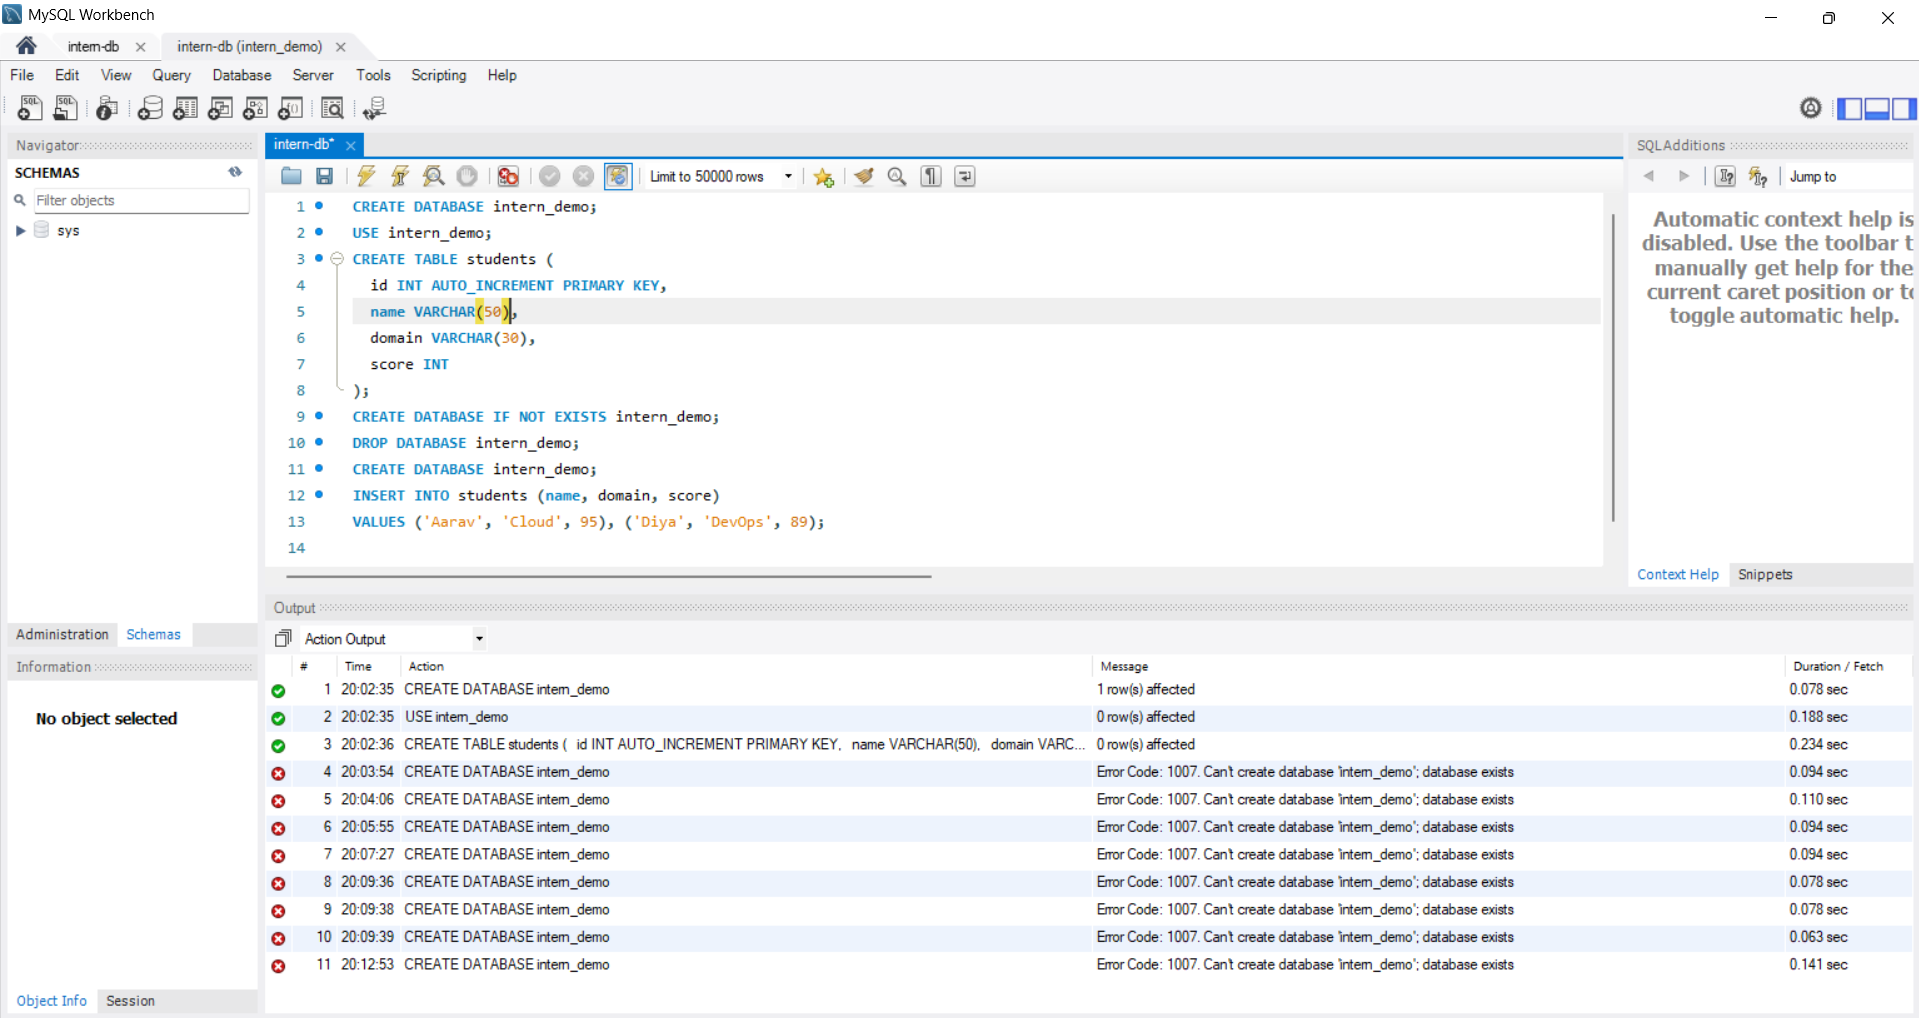 MySQL Workbench
intern-db
intern-db (intern_demo)
File Edit View Query Database Server Tools Scripting Help
Navigator
SCHEMAS
Filter objects
sys
Administration Schemas
Information
No object selected
Object Info Session
intern-db*
Limit to 50000 rows
1 CREATE DATABASE intern_demo;
2 USE intern_demo;
3 CREATE TABLE students (
4 id INT AUTO_INCREMENT PRIMARY KEY,
5 name VARCHAR(50),
6 domain VARCHAR(30),
7 score INT
8 );
9 CREATE DATABASE IF NOT EXISTS intern_demo;
10 DROP DATABASE intern_demo;
11 CREATE DATABASE intern_demo;
12 INSERT INTO students (name, domain, score)
13 VALUES ('Aarav', 'Cloud', 95), ('Diya', 'DevOps', 89);
14
SQLAdditions
Jump to
Automatic context help is
disabled. Use the toolbar t
manually get help for the
current caret position or to
toggle automatic help.
Context Help Snippets
Output
Action Output
# Time Action Message Duration / Fetch
1 20:02:35 CREATE DATABASE intern_demo 1 row(s) affected 0.078 sec
2 20:02:35 USE intern_demo 0 row(s) affected 0.188 sec
3 20:02:36 CREATE TABLE students ( id INT AUTO_INCREMENT PRIMARY KEY, name VARCHAR(50), domain VARC... 0 row(s) affected 0.234 sec
4 20:03:54 CREATE DATABASE intern_demo Error Code: 1007. Can't create database 'intern_demo'; database exists 0.094 sec
5 20:04:06 CREATE DATABASE intern_demo Error Code: 1007. Can't create database 'intern_demo'; database exists 0.110 sec
6 20:05:55 CREATE DATABASE intern_demo Error Code: 1007. Can't create database 'intern_demo'; database exists 0.094 sec
7 20:07:27 CREATE DATABASE intern_demo Error Code: 1007. Can't create database 'intern_demo'; database exists 0.094 sec
8 20:09:36 CREATE DATABASE intern_demo Error Code: 1007. Can't create database 'intern_demo'; database exists 0.078 sec
9 20:09:38 CREATE DATABASE intern_demo Error Code: 1007. Can't create database 'intern_demo'; database exists 0.078 sec
10 20:09:39 CREATE DATABASE intern_demo Error Code: 1007. Can't create database 'intern_demo'; database exists 0.063 sec
11 20:12:53 CREATE DATABASE intern_demo Error Code: 1007. Can't create database 'intern_demo'; database exists 0.141 sec